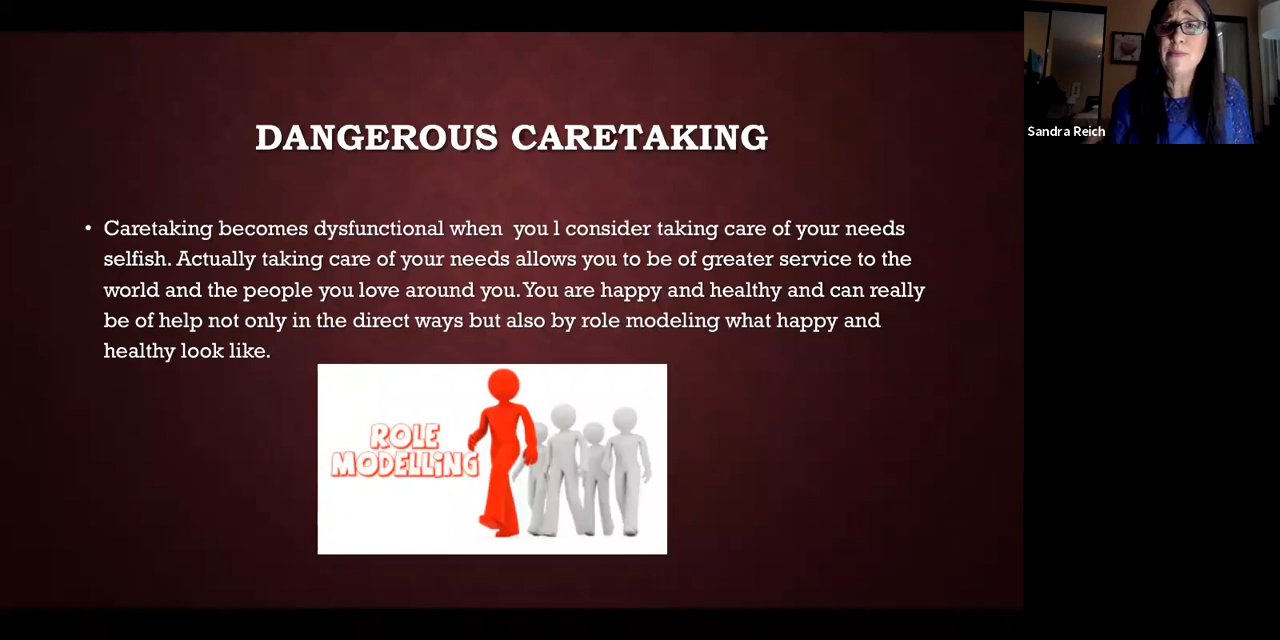 DANGEROUS CARETAKING
• Caretaking becomes dysfunctional when  you l consider taking care of your needs
selfish. Actually taking care of your needs allows you to be of greater service to the
world and the people you love around you. You are happy and healthy and can really
be of help not only in the direct ways but also by role modeling what happy and
healthy look like.
ROLE
MODELLING
Sandra Reich